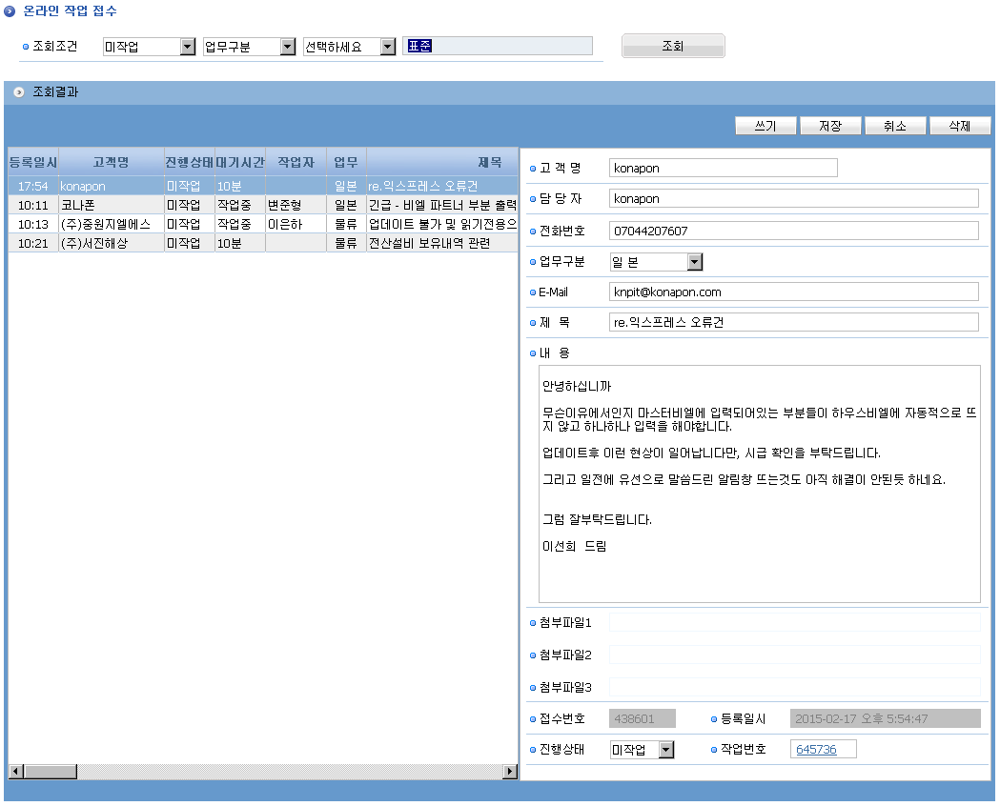 온라인 작업 접수
조회조건 미작업 업무구분 선택하세요 표준 조회
조회결과
쓰기 저장 취소 삭제
등록일시 고객명 진행상태 대기시간 작업자 업무 제목
17:54 konapon 미작업 10분 일본 re.익스프레스 오류건
10:11 코나폰 미작업 작업중 변준형 일본 긴급 - 비엘 파트너 부분 출력
10:13 (주)중원지엘에스 미작업 작업중 이은하 물류 업데이트 불가 및 읽기전용으
10:21 (주)서진해상 미작업 10분 물류 전산설비 보유내역 관련
고 객 명 konapon
담 당 자 konapon
전화번호 07044207607
업무구분 일 본
E-Mail knpit@konapon.com
제 목 re.익스프레스 오류건
내 용
안녕하십니까
무슨이유에서인지 마스터비엘에 입력되어있는 부분들이 하우스비엘에 자동적으로 뜨
지 않고 하나하나 입력을 해야합니다.
업데이트후 이런 현상이 일어납니다만, 시급 확인을 부탁드립니다.
그리고 일전에 유선으로 말씀드린 알림창 뜨는것도 아직 해결이 안된듯 하네요.
그럼 잘부탁드립니다.
이선희 드림
첨부파일1
첨부파일2
첨부파일3
접수번호 438601 등록일시 2015-02-17 오후 5:54:47
진행상태 미작업 작업번호 645736